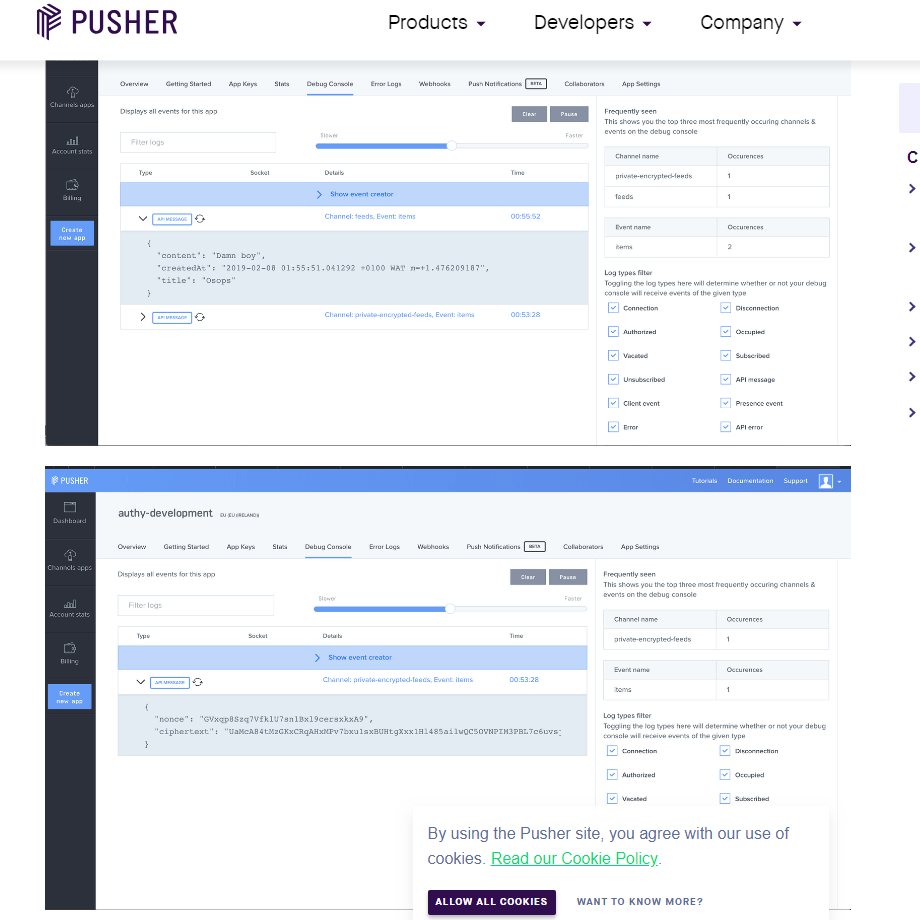 PUSHER
Products
Developers
Company
Channels apps
Account stats
Billing
Create new app
Overview Getting Started App Keys Stats Debug Console Error Logs Webhooks Push Notifications BETA Collaborators App Settings
Displays all events for this app
Clear Pause
Filter logs
Slower Faster
Type Socket Details Time
Show event creator
API MESSAGE Channel: feeds, Event: items 00:55:52
{
"content": "Damn boy",
"createdAt": "2019-02-08 01:55:51.041292 +0100 WAT m=+1.476209187",
"title": "Osops"
}
API MESSAGE Channel: private-encrypted-feeds, Event: items 00:53:28
Frequently seen
This shows you the top three most frequently occuring channels &
events on the debug console
Channel name Occurences
private-encrypted-feeds 1
feeds 1
Event name Occurences
items 2
Log types filter
Toggling the log types here will determine whether or not your debug
console will receive events of the given type
Connection Disconnection
Authorized Occupied
Vacated Subscribed
Unsubscribed API message
Client event Presence event
Error API error
C
PUSHER
Tutorials Documentation Support
Dashboard
Channels apps
Account stats
Billing
Create
new app
authy-development EU (EU (IRELAND))
Overview Getting Started App Keys Stats Debug Console Error Logs Webhooks Push Notifications BETA Collaborators App Settings
Displays all events for this app
Clear Pause
Filter logs
Slower Faster
Type Socket Details Time
Show event creator
API MESSAGE Channel: private-encrypted-feeds, Event: items 00:53:28
{
"nonce":
"ciphertext":
}
Frequently seen
This shows you the top three most frequently occuring channels &
events on the debug console
Channel name Occurences
private-encrypted-feeds 1
Event name Occurences
items 1
Log types filter
Toggling the log types here will determine whether or not your debug
console will receive events of the given type
Connection Disconnection
Authorized Occupied
Vacated Subscribed
By using the Pusher site, you agree with our use of
cookies. Read our Cookie Policy.
ALLOW ALL COOKIES
WANT TO KNOW MORE?